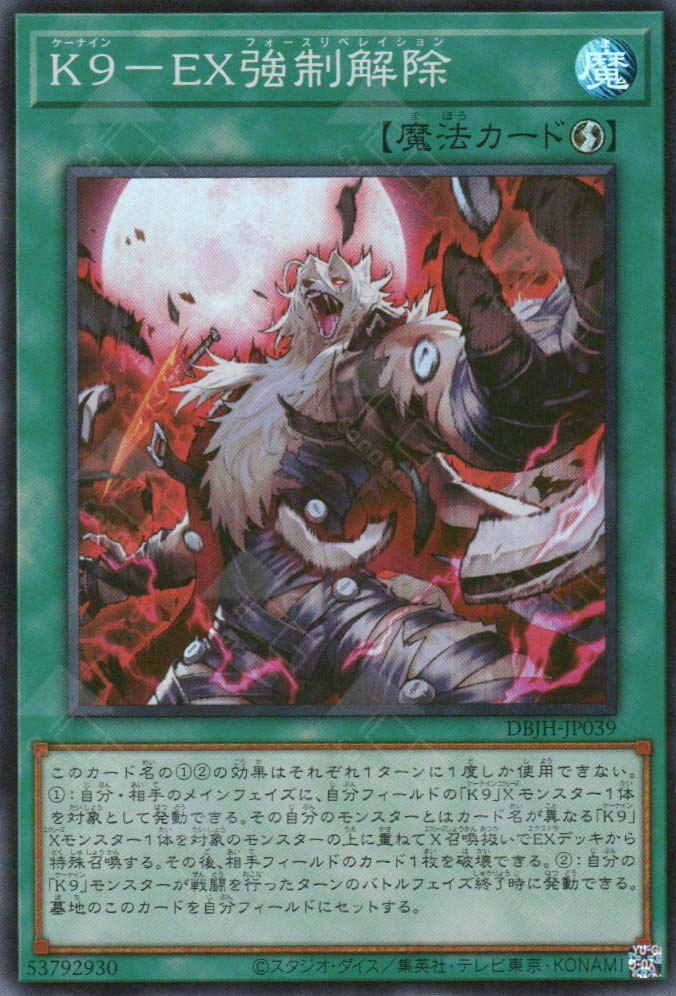 ケーナイン フォースリベレイション
K9－EX強制解除
魔
まほう
【魔法カード】
DBJH-JP039
このカード名の①②の効果はそれぞれ1ターンに1度しか使用できない。
①：自分・相手のメインフェイズに、自分フィールドの「K9」Xモンスター1体
を対象として発動できる。その自分のモンスターとはカード名が異なる「K9」
Xモンスター1体を対象のモンスターの上に重ねてX召喚扱いでEXデッキから
特殊召喚する。その後、相手フィールドのカード1枚を破壊できる。②：自分の
「K9」モンスターが戦闘を行ったターンのバトルフェイズ終了時に発動できる。
墓地のこのカードを自分フィールドにセットする。
53792930
©スタジオ・ダイス／集英社・テレビ東京・KONAMI